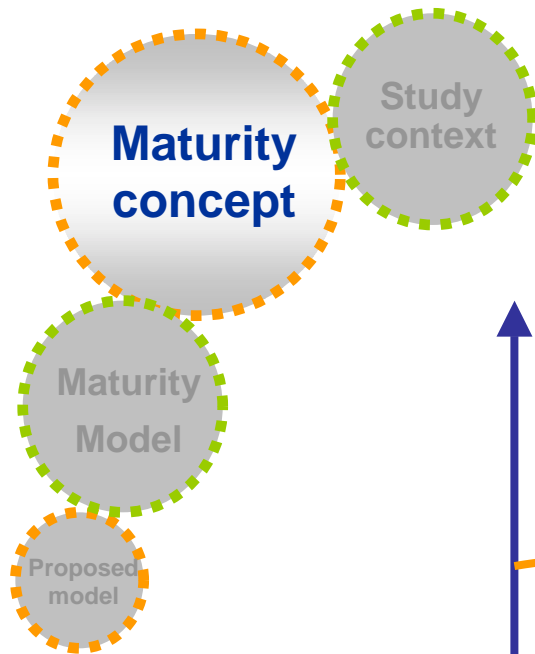 Study
context
Maturity
concept
Maturity
Model
Proposed
model